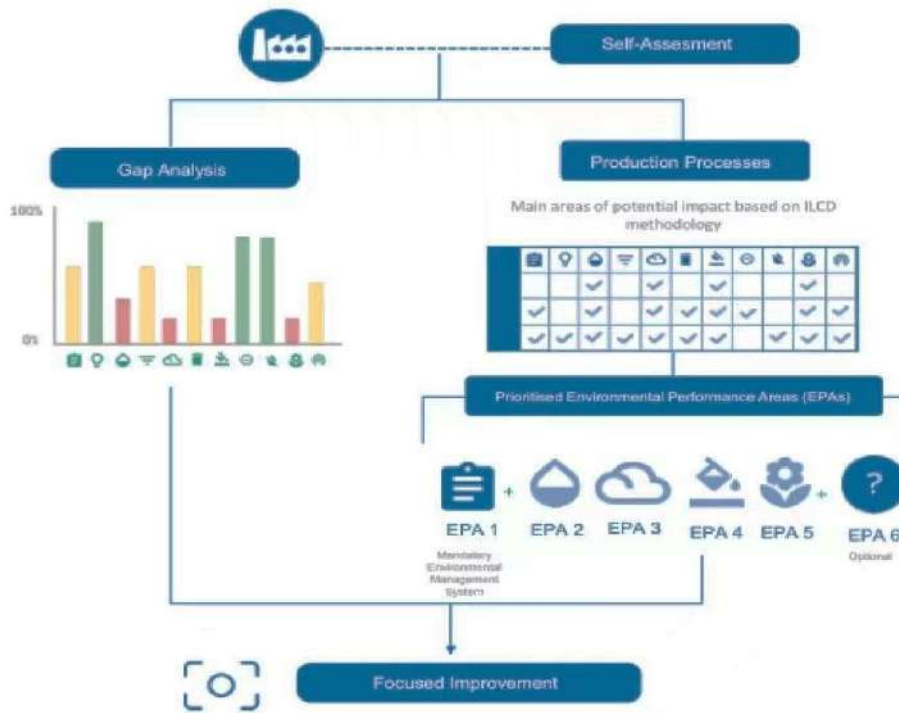 Self-Assesment
Gap Analysis
Production Processes
100%
0%
Main areas of potential impact based on ILCD
methodology
Prioritised Environmental Performance Areas (EPAs)
+
+
?
EPA 1
EPA 2
EPA 3
EPA 4
EPA 5
EPA 6
Mandatory
Environmental
Management
System
Optional
Focused Improvement